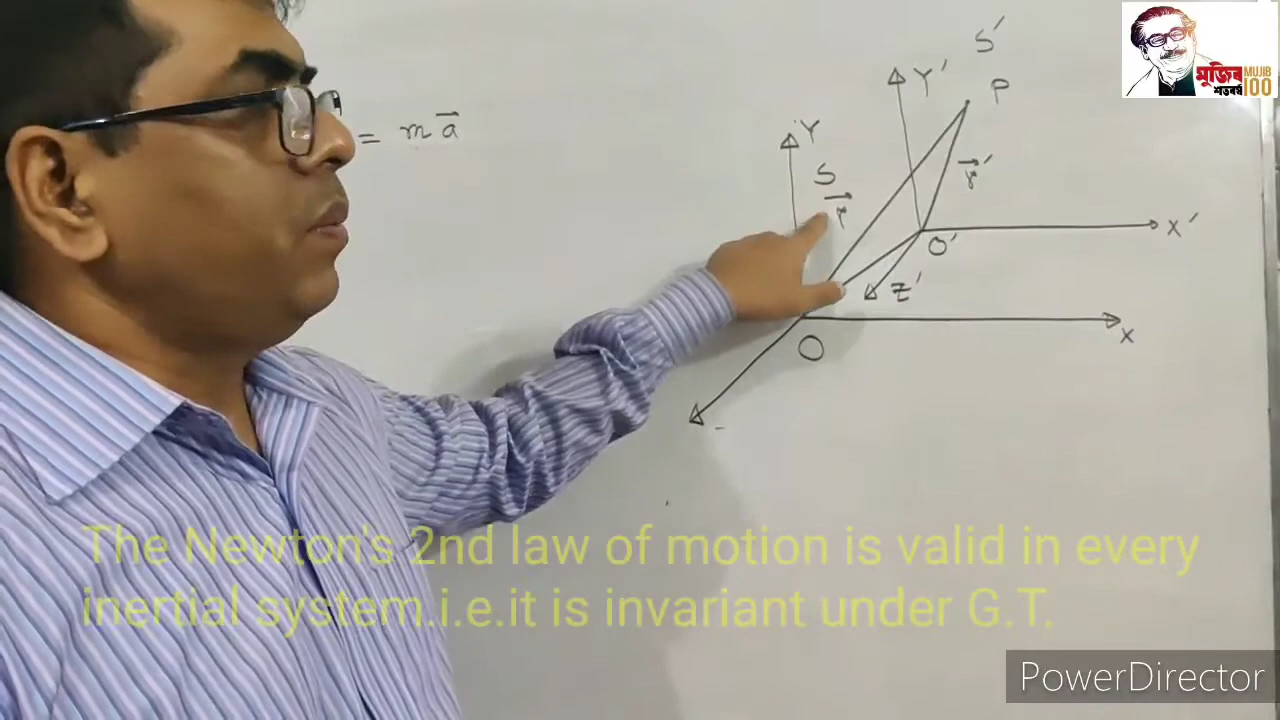 = m a⃗
S'
Y'
P
Y
S
r⃗
r⃗'
X'
O'
Z'
X
O
মুজিব MUJIB
শতবর্ষ 100
The Newton's 2nd law of motion is valid in every
inertial system.i.e.it is invariant under G.T.
PowerDirector